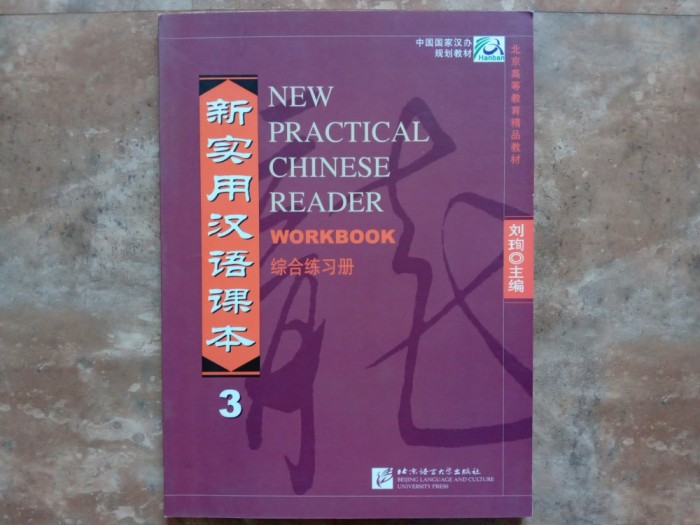 中国国家汉办
规划教材
Hanban
北京高等教育精品教材
新实用汉语课本
NEW
PRACTICAL
CHINESE
READER
WORKBOOK
综合练习册
刘珣◎主编
3
北京语言大学出版社
BEIJING LANGUAGE AND CULTURE
UNIVERSITY PRESS